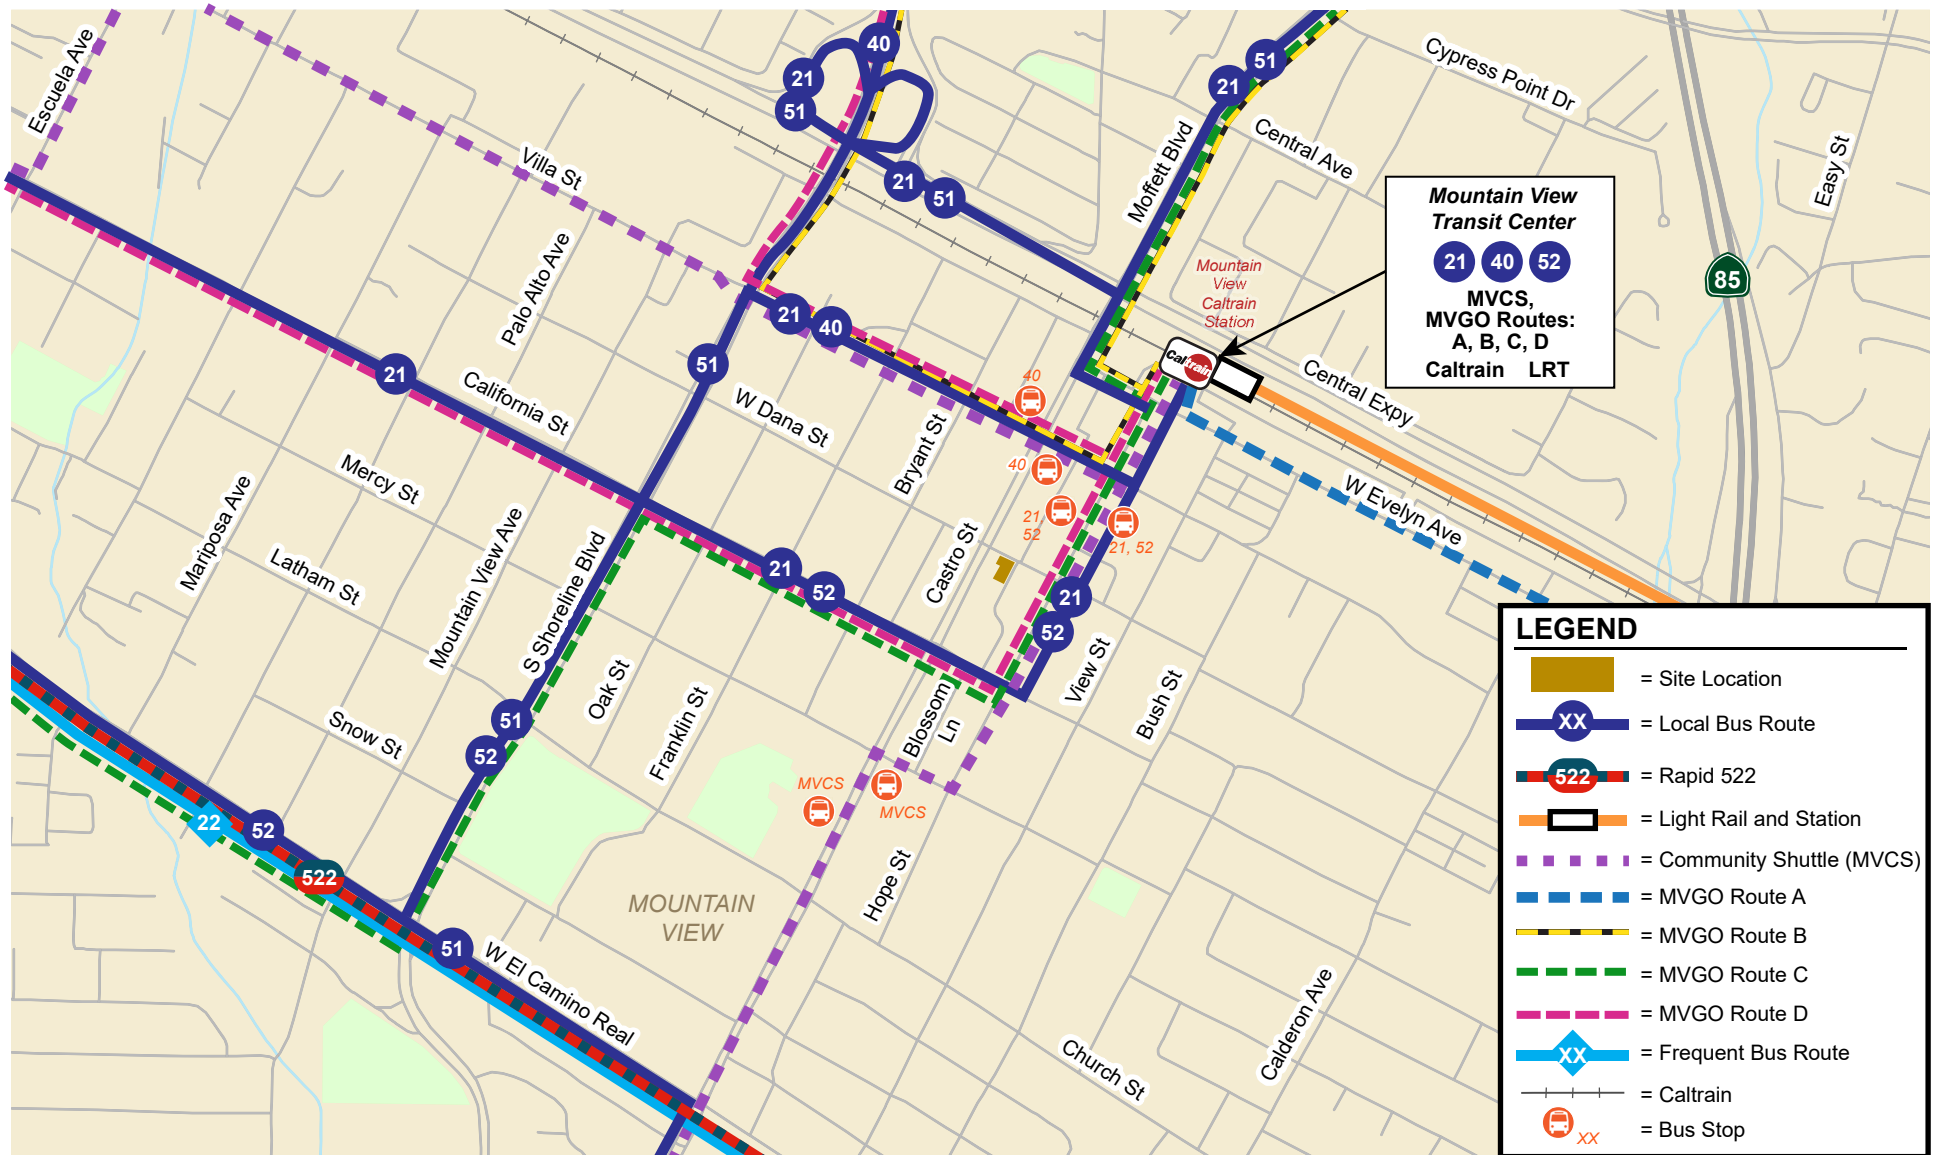 Escuela Ave
40
21
51
21
51
51
21
Cypress Point Dr
Central Ave
Moffett Blvd
Easy St
Villa St
Palo Alto Ave
Mountain View
Transit Center
21 40 52
MVCS,
MVGO Routes:
A, B, C, D
Caltrain LRT
85
Mountain
View
Caltrain
Station
Caltrain
21
40
51
21
California St
W Dana St
Bryant St
40
40
21
52
21, 52
Central Expy
W Evelyn Ave
Mercy St
Mariposa Ave
Latham St
Mountain View Ave
S Shoreline Blvd
21
52
Castro St
21
52
View St
Bush St
Oak St
Franklin St
Snow St
51
52
Blossom
Ln
MVCS
MVCS
22
52
522
51
Hope St
MOUNTAIN
VIEW
W El Camino Real
Church St
Calderon Ave
LEGEND
= Site Location
XX = Local Bus Route
522 = Rapid 522
= Light Rail and Station
= Community Shuttle (MVCS)
= MVGO Route A
= MVGO Route B
= MVGO Route C
= MVGO Route D
XX = Frequent Bus Route
= Caltrain
XX = Bus Stop